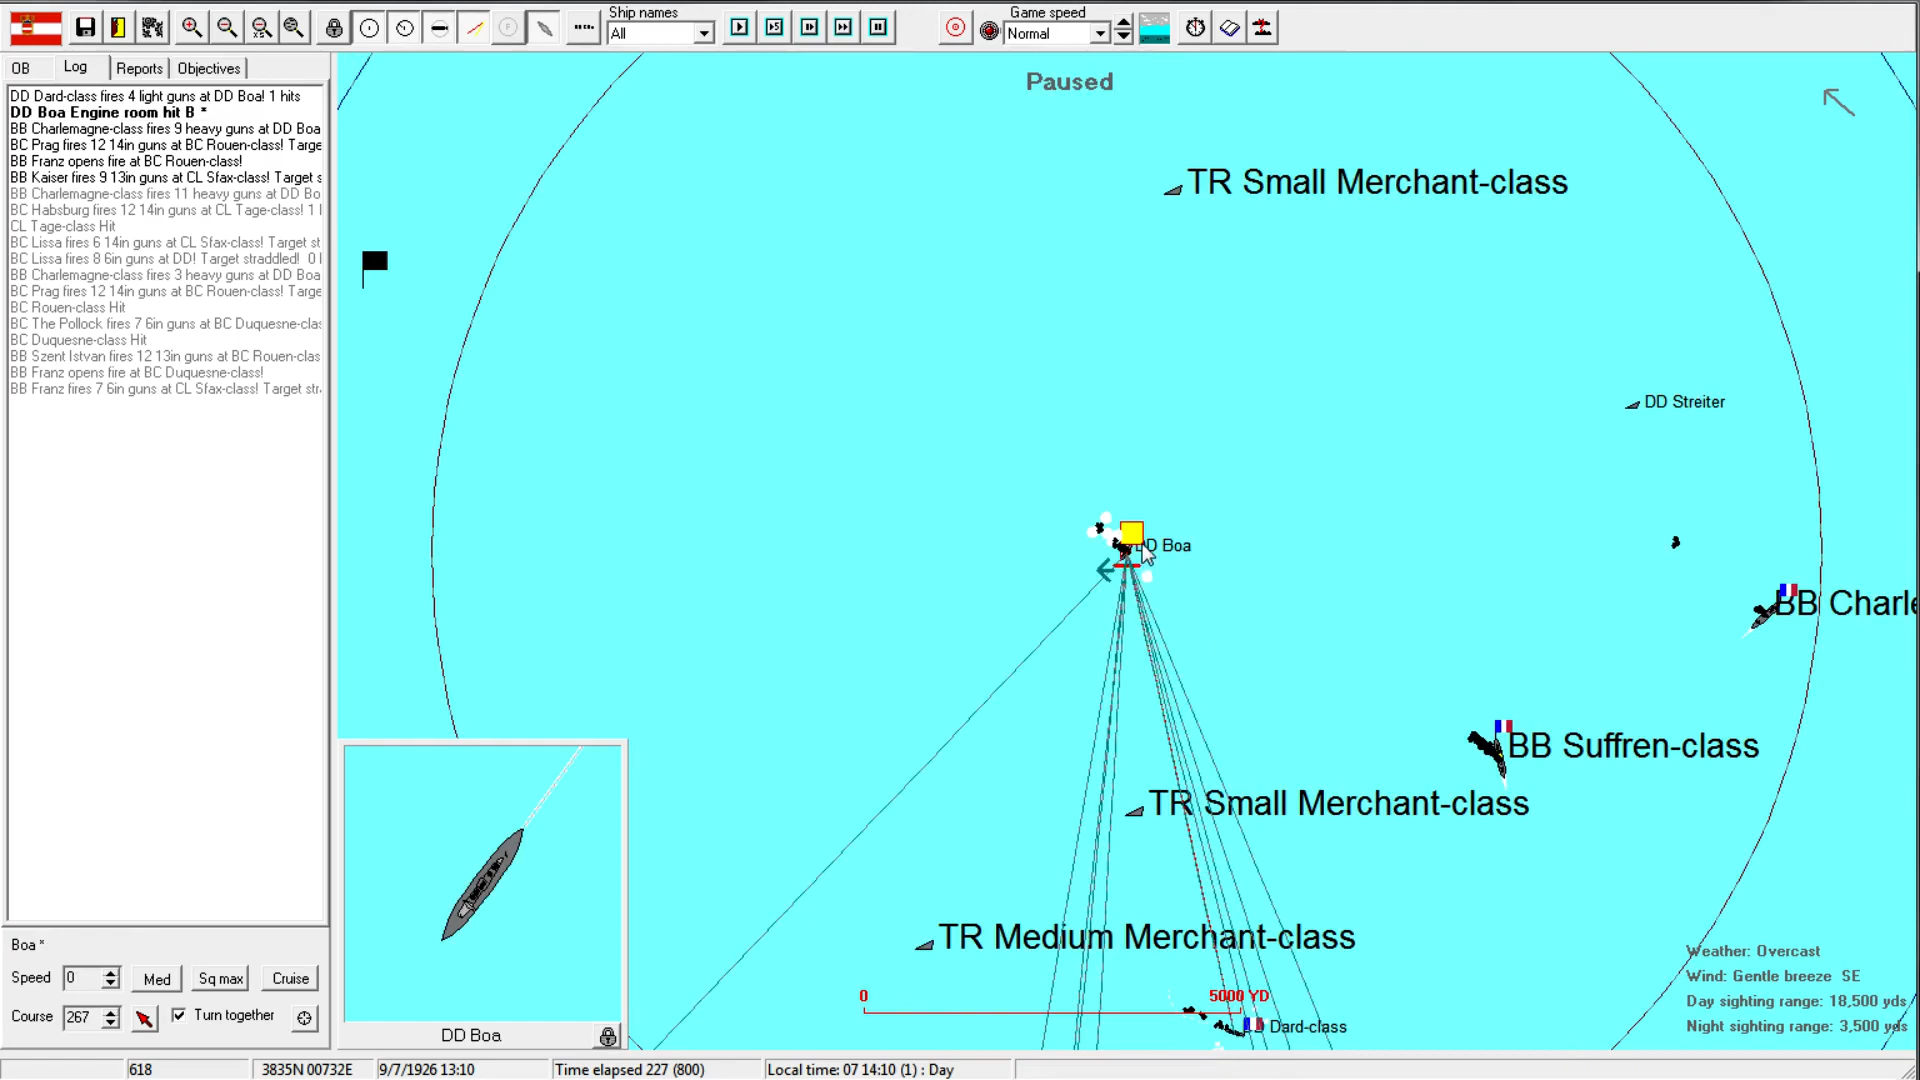 Ship names
All
Game speed
Normal
OB
Log
Reports
Objectives
DD Dard-class fires 4 light guns at DD Boa! 1 hits
DD Boa Engine room hit B *
BB Charlemagne-class fires 9 heavy guns at DD Boa
BC Prag fires 12 14in guns at BC Rouen-class! Targe
BB Franz opens fire at BC Rouen-class!
BB Kaiser fires 9 13in guns at CL Sfax-class! Target s
BB Charlemagne-class fires 11 heavy guns at DD Bo
BC Habsburg fires 12 14in guns at CL Tage-class! 1
CL Tage-class Hit
BC Lissa fires 6 14in guns at CL Sfax-class! Target st
BC Lissa fires 8 6in guns at DD! Target straddled! 0
BB Charlemagne-class fires 3 heavy guns at DD Boa
BC Prag fires 12 14in guns at BC Rouen-class! Targe
BC Rouen-class Hit
BC The Pollock fires 7 6in guns at BC Duquesne-clas
BC Duquesne-class Hit
BB Szent Istvan fires 12 13in guns at BC Rouen-clas
BB Franz opens fire at BC Duquesne-class!
BB Franz fires 7 6in guns at CL Sfax-class! Target str
Paused
TR Small Merchant-class
DD Streiter
DD Boa
BB Charle
BB Suffren-class
TR Small Merchant-class
TR Medium Merchant-class
0
5000 YD
Dard-class
Weather: Overcast
Wind: Gentle breeze SE
Day sighting range: 18,500 yds
Night sighting range: 3,500 yds
Boa *
Speed
0
Med
Sq max
Cruise
Course
267
Turn together
DD Boa
618
3835N 00732E
9/7/1926 13:10
Time elapsed 227 (800)
Local time: 07 14:10 (1) : Day